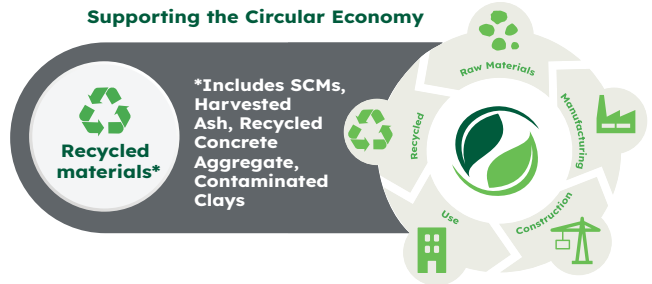 Supporting the Circular Economy
Recycled
materials*
*Includes SCMs,
Harvested
Ash, Recycled
Concrete
Aggregate,
Contaminated
Clays
Raw Materials
Manufacturing
Construction
Use
Recycled